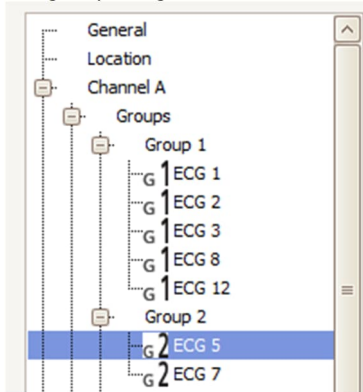 General
Location
Channel A
Groups
Group 1
G 1 ECG 1
G 1 ECG 2
G 1 ECG 3
G 1 ECG 8
G 1 ECG 12
Group 2
G 2 ECG 5
G 2 ECG 7